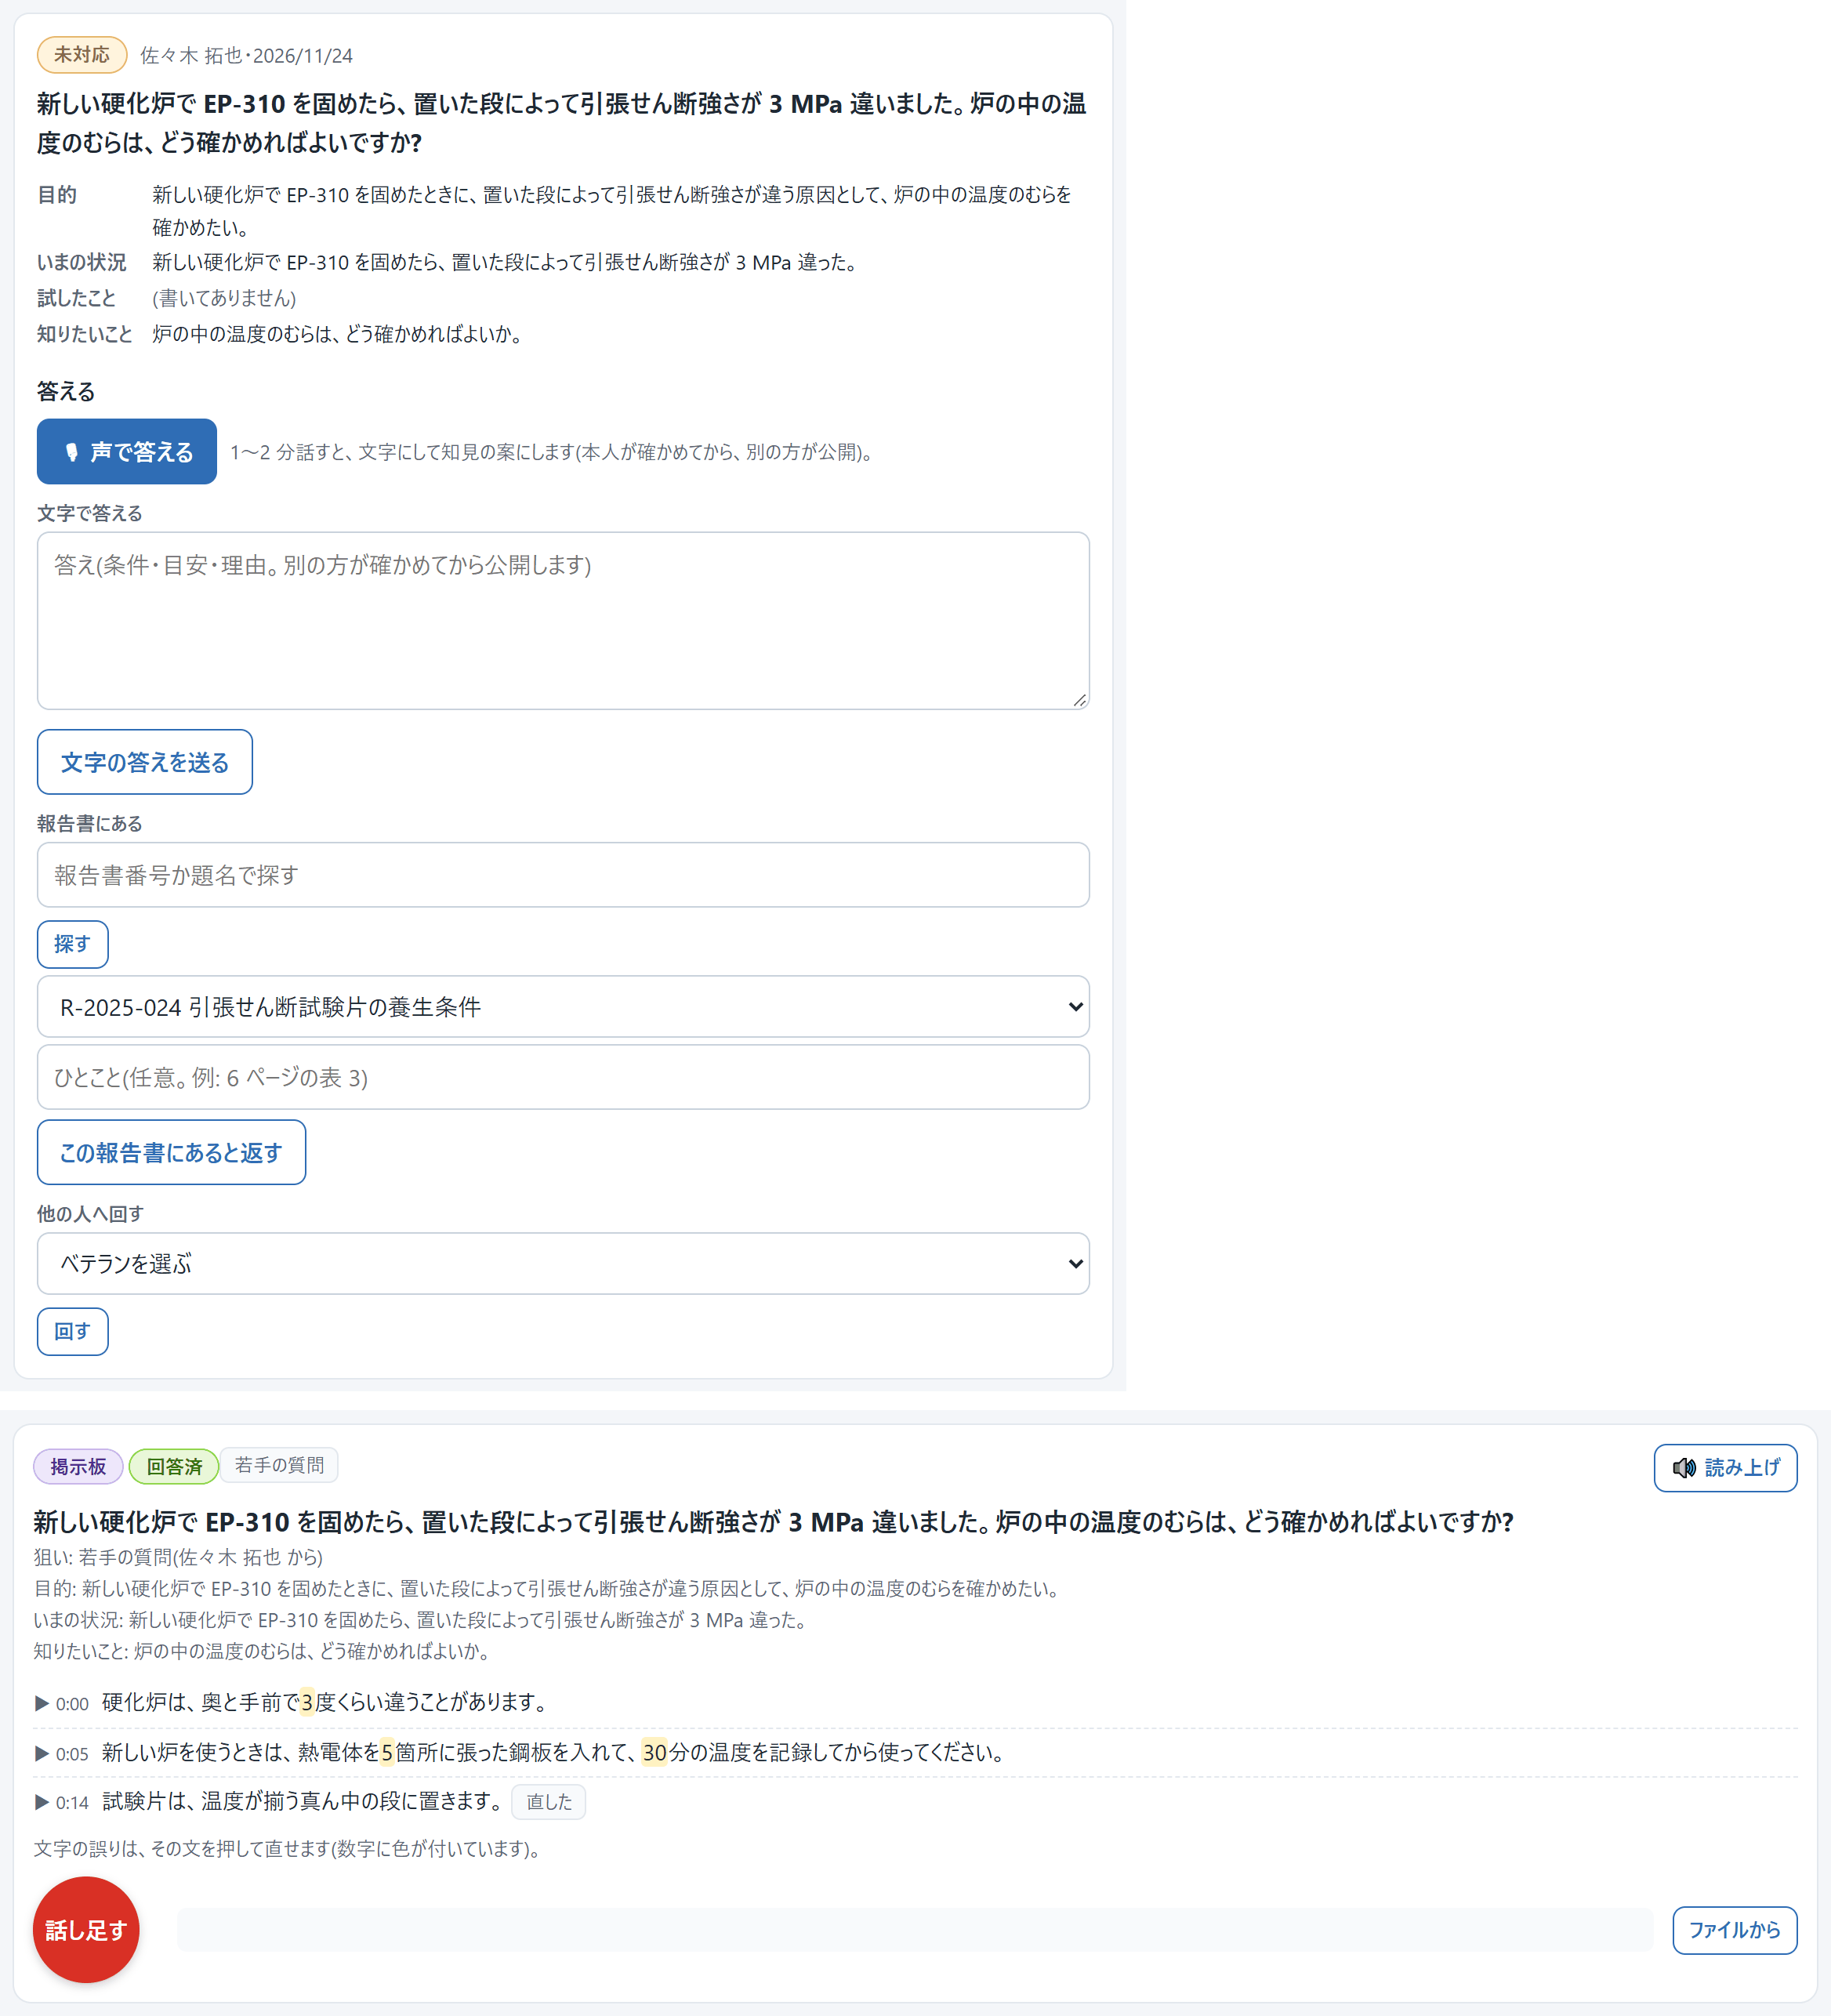 未対応 佐々木 拓也・2026/11/24
新しい硬化炉で EP-310 を固めたら、置いた段によって引張せん断強さが 3 MPa 違いました。炉の中の温
度のむらは、どう確かめればよいですか?
目的 新しい硬化炉で EP-310 を固めたときに、置いた段によって引張せん断強さが違う原因として、炉の中の温度のむらを
確かめたい。
いまの状況 新しい硬化炉で EP-310 を固めたら、置いた段によって引張せん断強さが 3 MPa 違った。
試したこと (書いてありません)
知りたいこと 炉の中の温度のむらは、どう確かめればよいか。
答える
声で答える 1～2 分話すと、文字にして知見の案にします(本人が確かめてから、別の方が公開)。
文字で答える
答え(条件・目安・理由。別の方が確かめてから公開します)
文字の答えを送る
報告書にある
報告書番号か題名で探す
探す
R-2025-024 引張せん断試験片の養生条件
ひとこと(任意。例: 6 ページの表 3)
この報告書にあると返す
他の人へ回す
ベテランを選ぶ
回す
掲示板 回答済 若手の質問 読み上げ
新しい硬化炉で EP-310 を固めたら、置いた段によって引張せん断強さが 3 MPa 違いました。炉の中の温度のむらは、どう確かめればよいですか?
狙い: 若手の質問(佐々木 拓也 から)
目的: 新しい硬化炉で EP-310 を固めたときに、置いた段によって引張せん断強さが違う原因として、炉の中の温度のむらを確かめたい。
いまの状況: 新しい硬化炉で EP-310 を固めたら、置いた段によって引張せん断強さが 3 MPa 違った。
知りたいこと: 炉の中の温度のむらは、どう確かめればよいか。
▶ 0:00 硬化炉は、奥と手前で3度くらい違うことがあります。
▶ 0:05 新しい炉を使うときは、熱電体を5箇所に張った鋼板を入れて、30分の温度を記録してから使ってください。
▶ 0:14 試験片は、温度が揃う真ん中の段に置きます。 直した
文字の誤りは、その文を押して直せます(数字に色が付いています)。
話し足す ファイルから